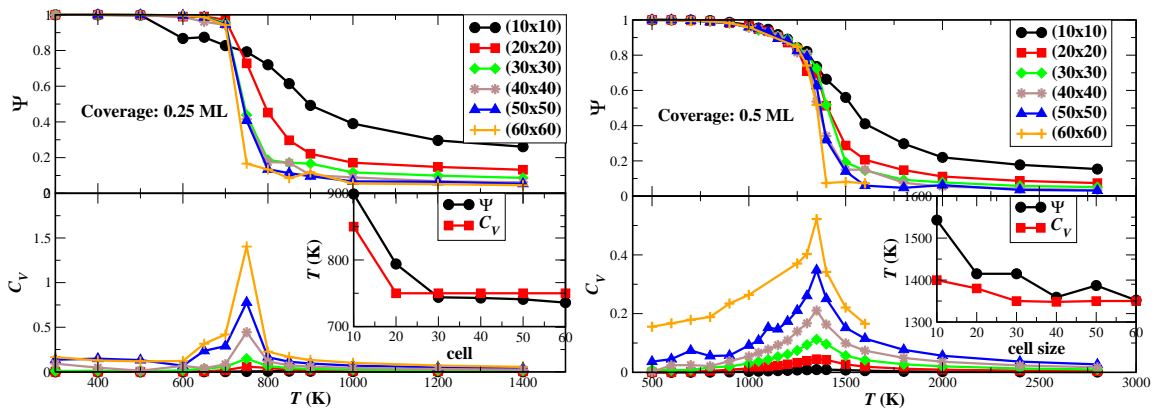 1
0.8
0.6
0.4
0.2
0
Ψ
Coverage: 0.25 ML
(10x10)
(20x20)
(30x30)
(40x40)
(50x50)
(60x60)
1.5
1
0.5
0
C_V
400 600 800 1000 1200 1400
T (K)
900
800
700
T (K)
10 20 30 40 50 60
cell
Ψ
C_V
1
0.8
0.6
0.4
0.2
0
Ψ
Coverage: 0.5 ML
(10x10)
(20x20)
(30x30)
(40x40)
(50x50)
(60x60)
0.6
0.4
0.2
0
C_V
500 1000 1500 2000 2500 3000
T (K)
1600
1500
1400
1300
T (K)
10 20 30 40 50 60
cell size
Ψ
C_V